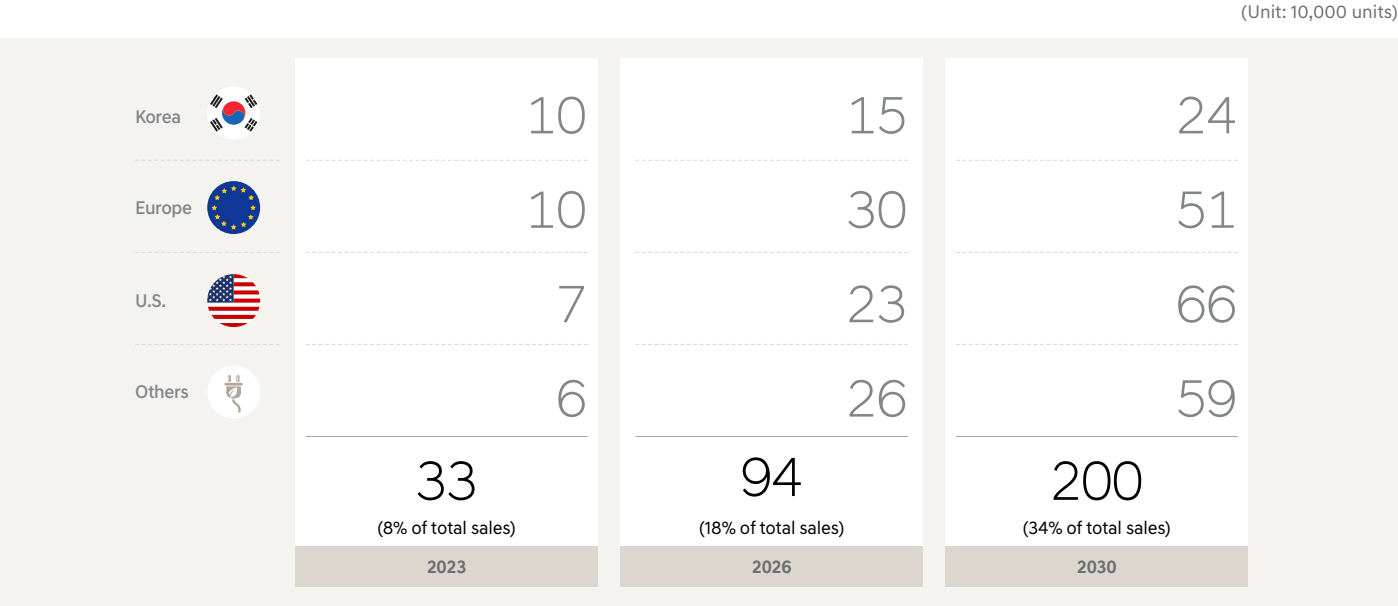 (Unit: 10,000 units)
Korea 10 15 24
Europe 10 30 51
U.S. 7 23 66
Others 6 26 59
33 94 200
(8% of total sales) (18% of total sales) (34% of total sales)
2023 2026 2030